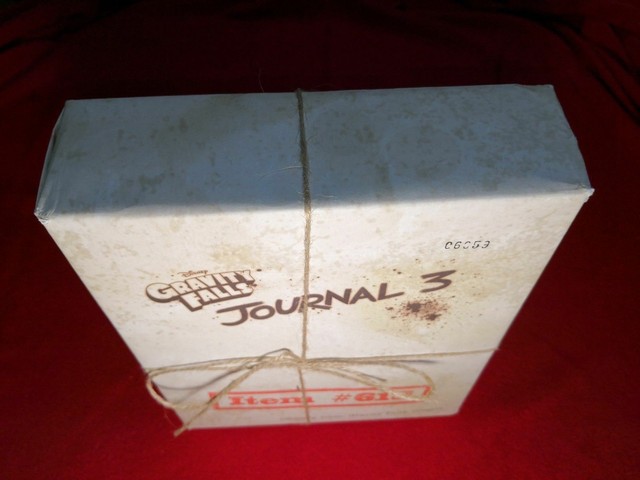 06059
Disney
GRAVITY FALLS
JOURNAL 3
Item